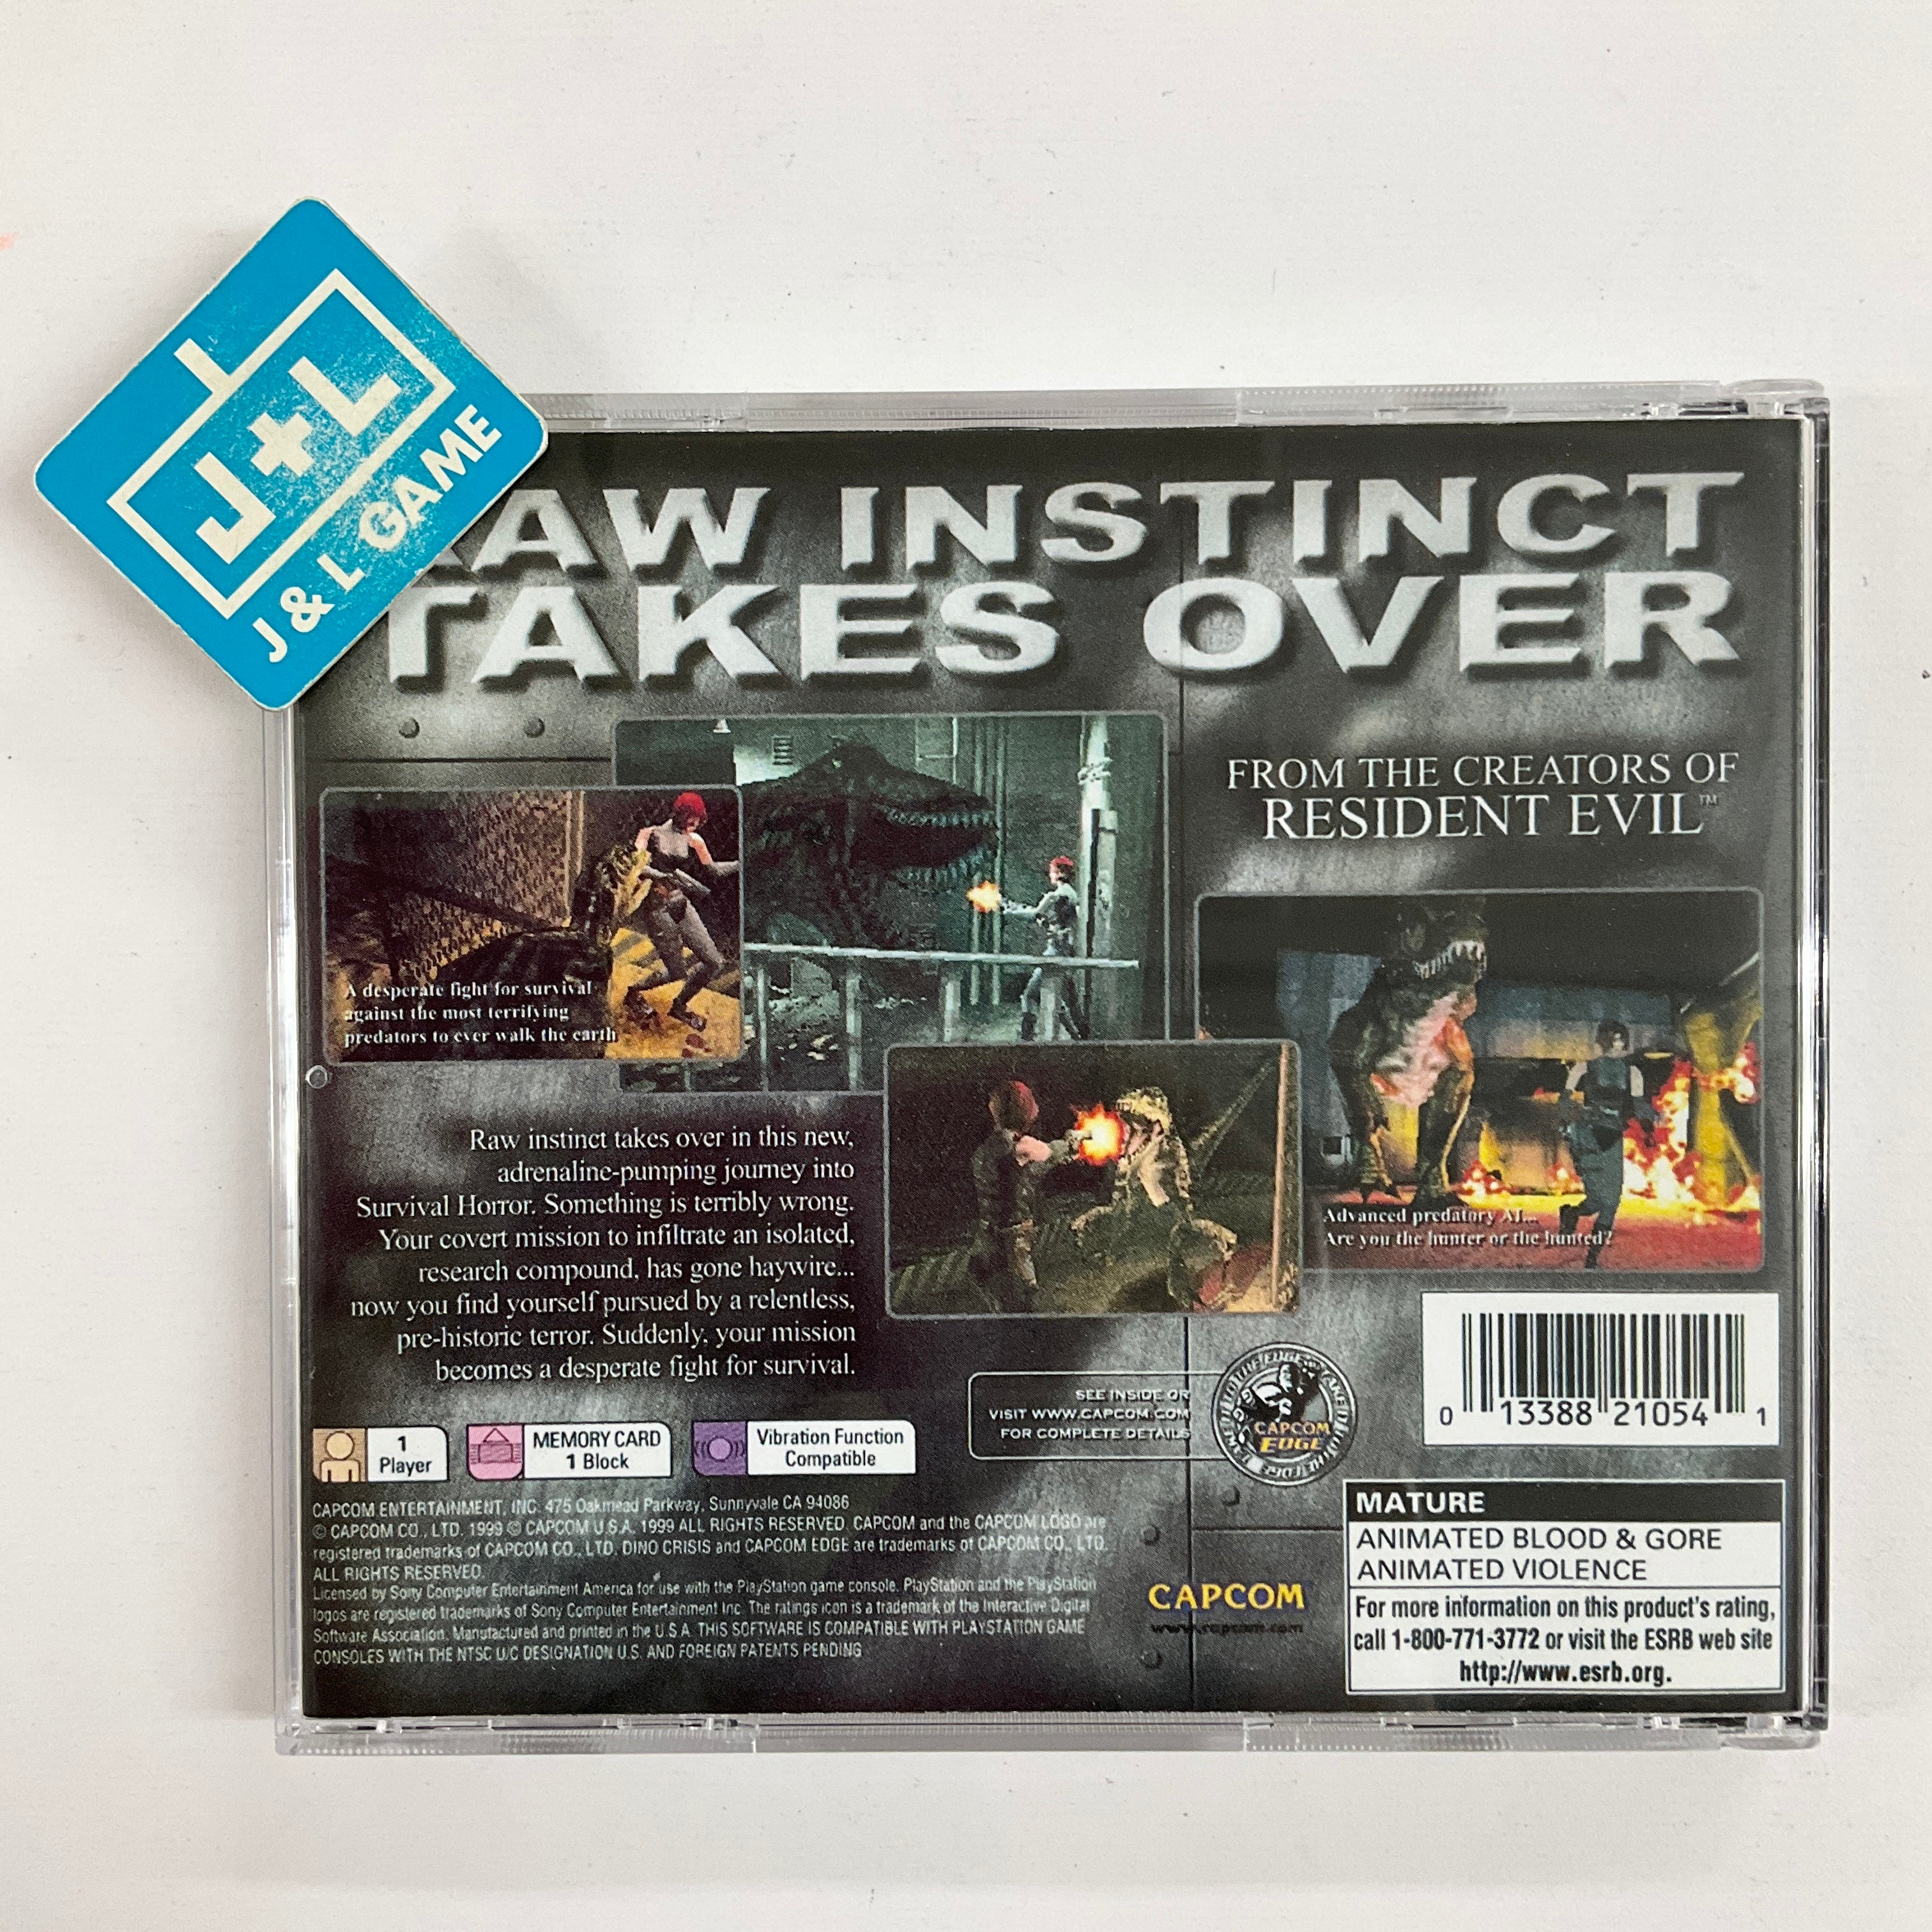 J+L
J & L GAME
RAW INSTINCT
TAKES OVER
FROM THE CREATORS OF
RESIDENT EVIL™
A desperate fight for survival
against the most terrifying
predators to ever walk the earth
Advanced predatory AI...
Are you the hunter or the hunted?
Raw instinct takes over in this new,
adrenaline-pumping journey into
Survival Horror. Something is terribly wrong.
Your covert mission to infiltrate an isolated,
research compound, has gone haywire...
now you find yourself pursued by a relentless,
pre-historic terror. Suddenly, your mission
becomes a desperate fight for survival.
SEE INSIDE OR
VISIT WWW.CAPCOM.COM
FOR COMPLETE DETAILS
CAPCOM
EDGE
0 13388 21054 1
1
Player
MEMORY CARD
1 Block
Vibration Function
Compatible
CAPCOM ENTERTAINMENT, INC. 475 Oakmead Parkway, Sunnyvale CA 94086
© CAPCOM CO., LTD. 1999 © CAPCOM U.S.A. 1999 ALL RIGHTS RESERVED. CAPCOM and the CAPCOM LOGO are
registered trademarks of CAPCOM CO., LTD. DINO CRISIS and CAPCOM EDGE are trademarks of CAPCOM CO., LTD.
ALL RIGHTS RESERVED.
Licensed by Sony Computer Entertainment America for use with the PlayStation game console. PlayStation and the PlayStation
logos are registered trademarks of Sony Computer Entertainment Inc. The ratings icon is a trademark of the Interactive Digital
Software Association. Manufactured and printed in the U.S.A. THIS SOFTWARE IS COMPATIBLE WITH PLAYSTATION GAME
CONSOLES WITH THE NTSC U/C DESIGNATION U.S. AND FOREIGN PATENTS PENDING
CAPCOM
www.capcom.com
MATURE
ANIMATED BLOOD & GORE
ANIMATED VIOLENCE
For more information on this product's rating,
call 1-800-771-3772 or visit the ESRB web site
http://www.esrb.org.